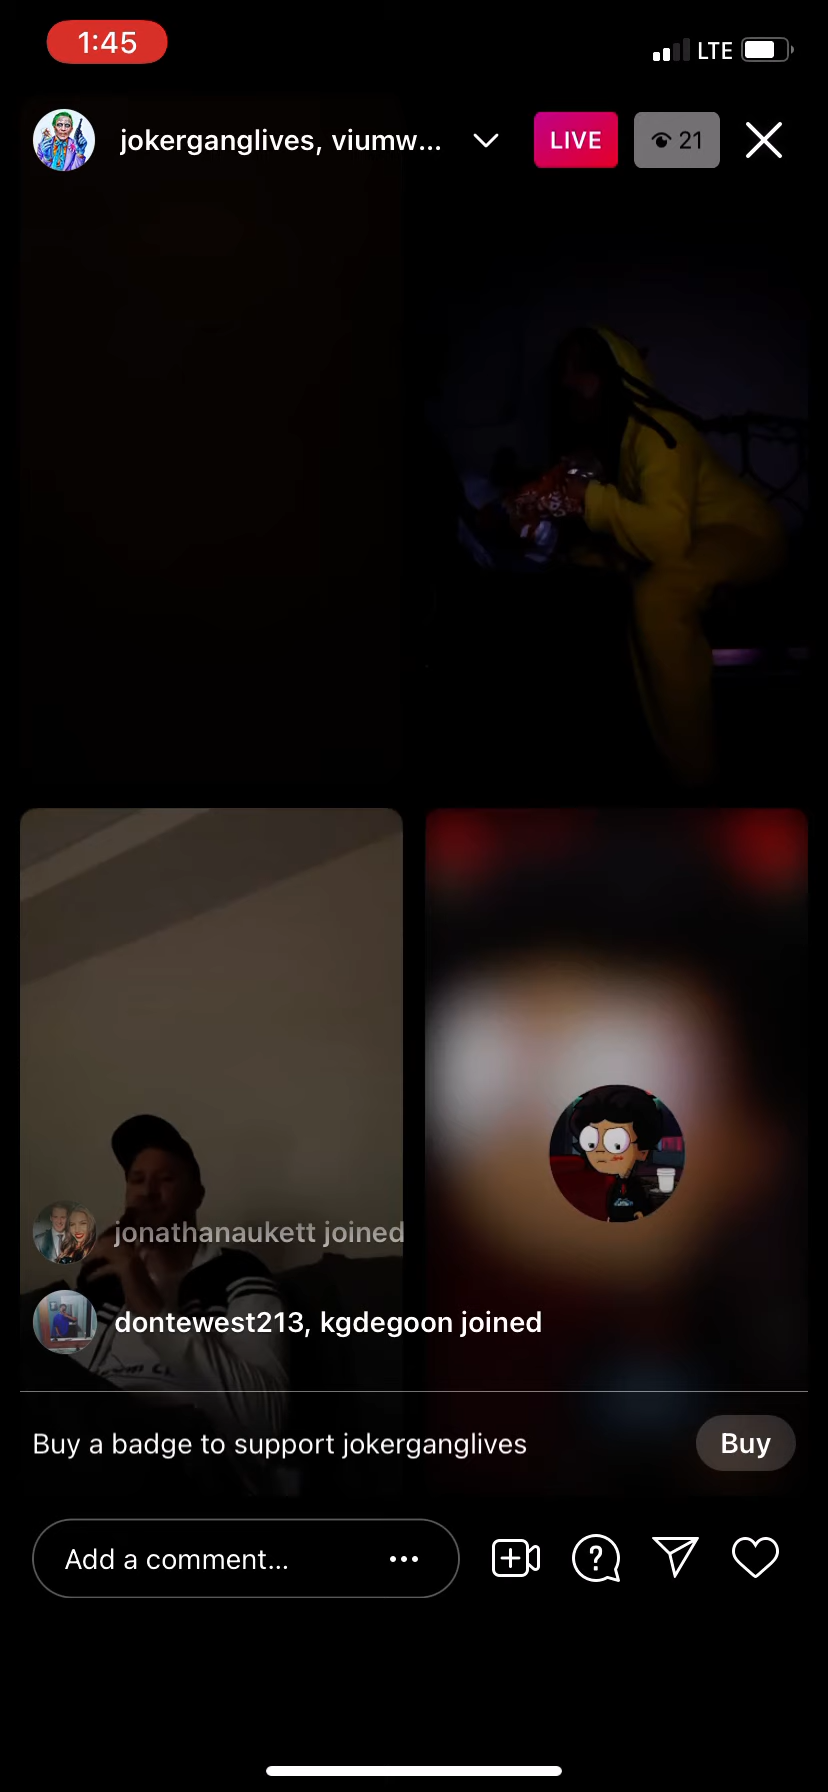 1:45
LTE
jokerganglives, viumw...
LIVE
21
jonathanaukett joined
dontewest213, kgdegoon joined
Buy a badge to support jokerganglives
Buy
Add a comment...